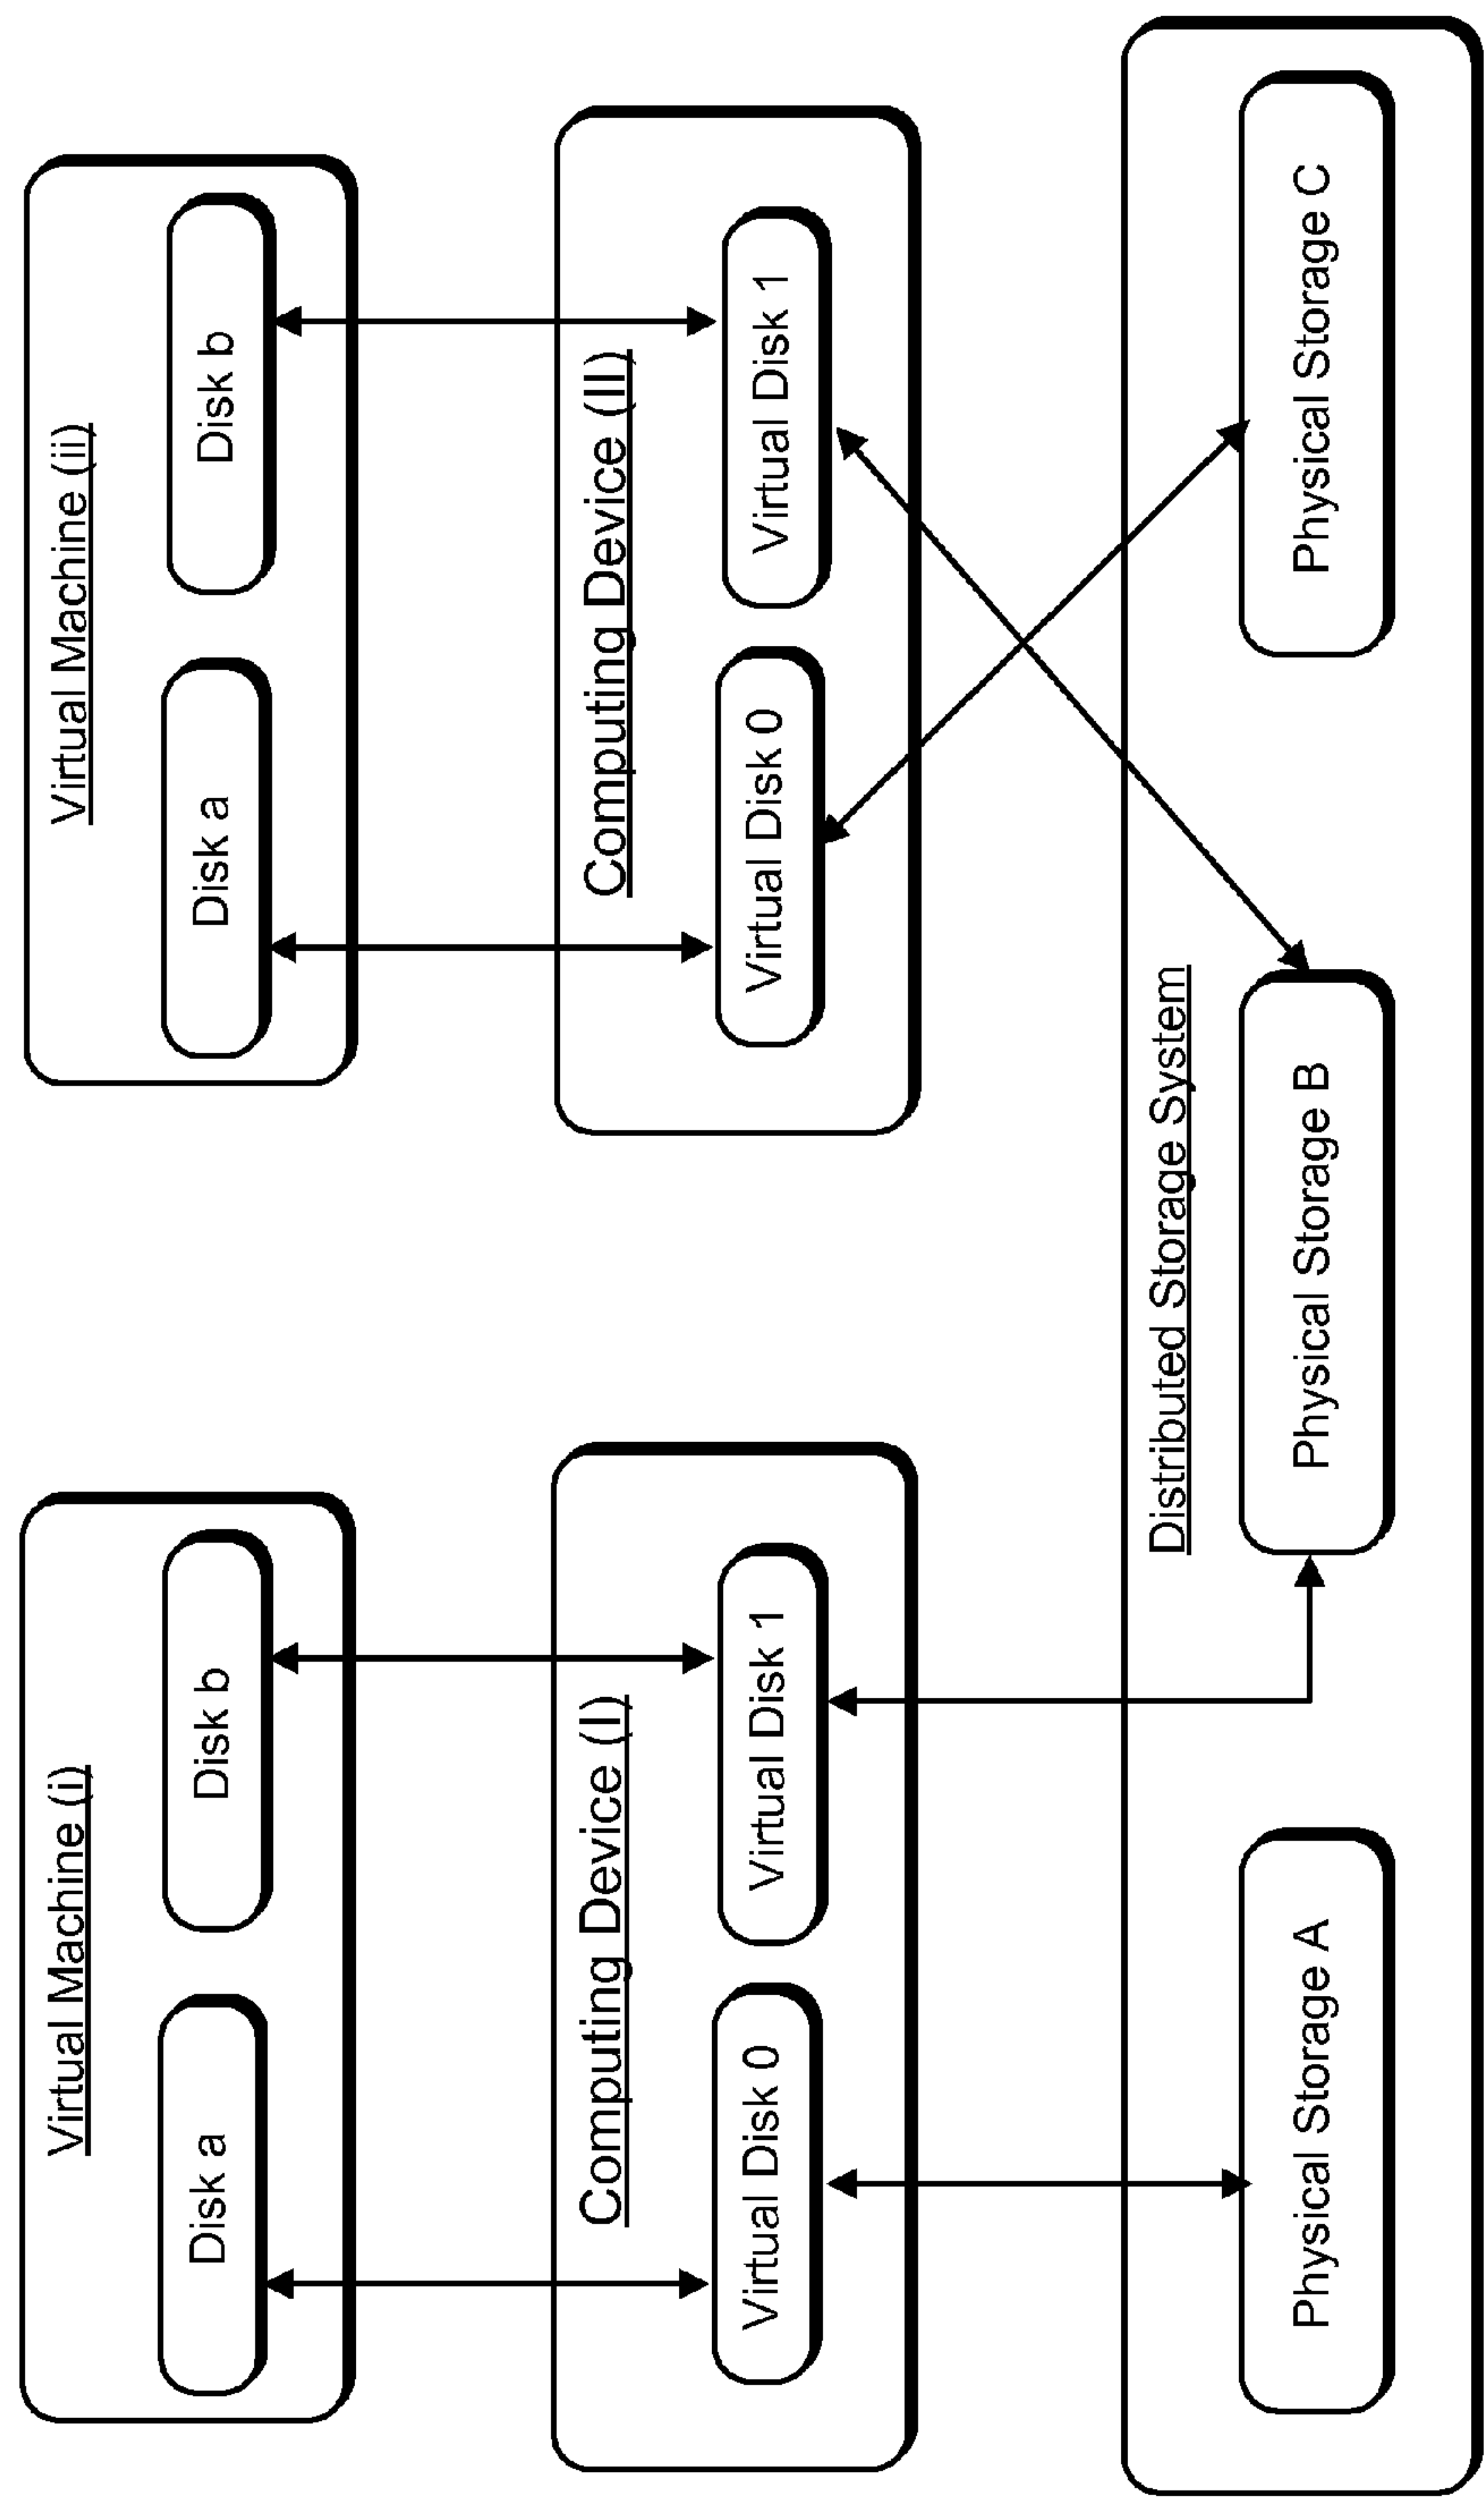 Virtual Machine (i)
Disk a
Disk b
Virtual Machine (ii)
Disk a
Disk b
Computing Device (I)
Virtual Disk 0
Virtual Disk 1
Computing Device (II)
Virtual Disk 0
Virtual Disk 1
Distributed Storage System
Physical Storage A
Physical Storage B
Physical Storage C